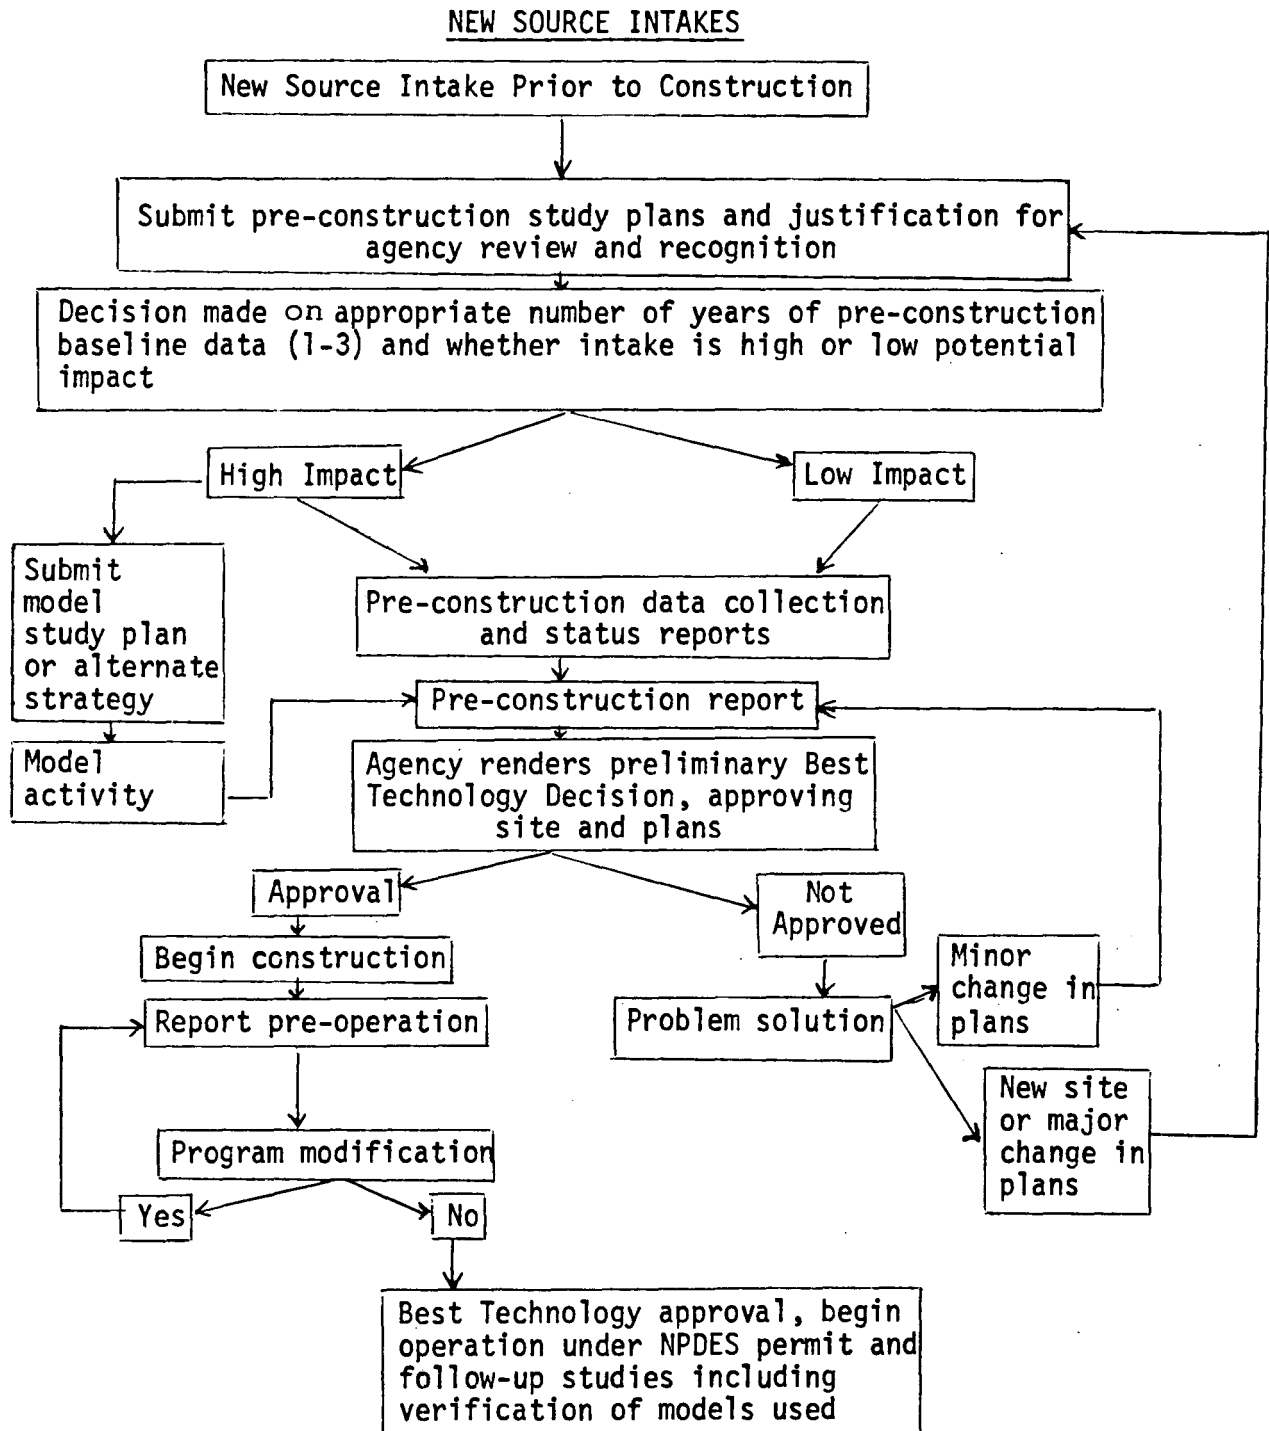 NEW SOURCE INTAKES
New Source Intake Prior to Construction
Submit pre-construction study plans and justification for
agency review and recognition
Decision made on appropriate number of years of pre-construction
baseline data (1-3) and whether intake is high or low potential
impact
High Impact
Low Impact
Submit
model
study plan
or alternate
strategy
Pre-construction data collection
and status reports
Pre-construction report
Model
activity
Agency renders preliminary Best
Technology Decision, approving
site and plans
Approval
Not
Approved
Begin construction
Minor
change in
plans
Report pre-operation
Problem solution
New site
or major
change in
plans
Program modification
Yes
No
Best Technology approval, begin
operation under NPDES permit and
follow-up studies including
verification of models used